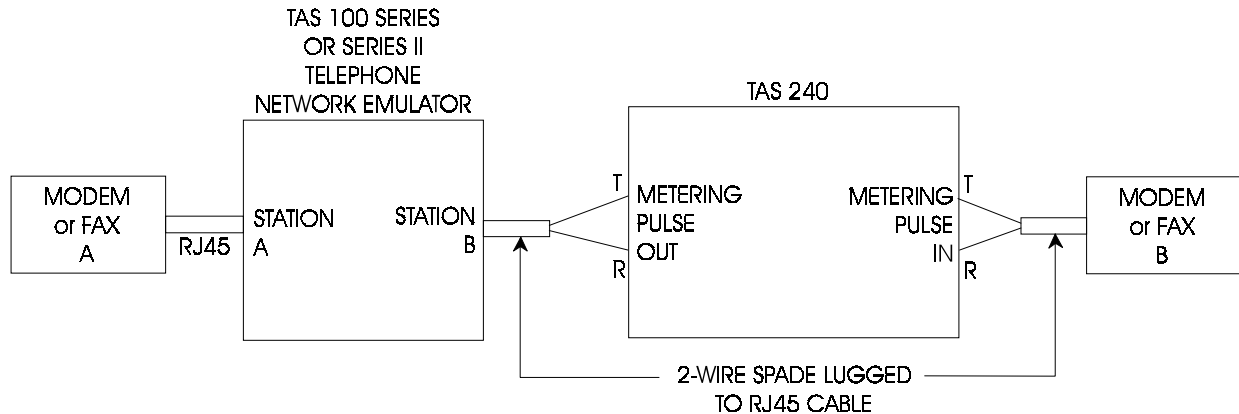 TAS 100 SERIES
OR SERIES II
TELEPHONE
NETWORK EMULATOR
TAS 240
MODEM
or FAX
A
RJ45
STATION
A
STATION
B
T
R
METERING
PULSE
OUT
METERING
PULSE
IN
T
R
MODEM
or FAX
B
2-WIRE SPADE LUGGED
TO RJ45 CABLE